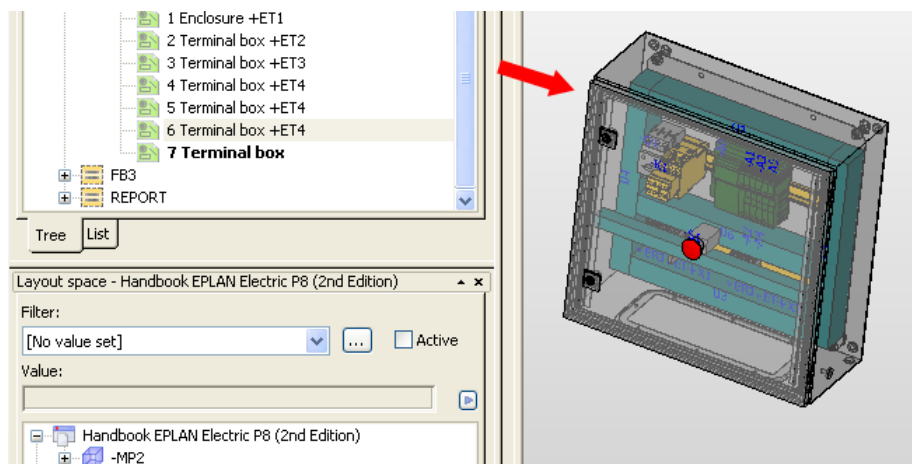 1 Enclosure +ET1
2 Terminal box +ET2
3 Terminal box +ET3
4 Terminal box +ET4
5 Terminal box +ET4
6 Terminal box +ET4
7 Terminal box
FB3
REPORT
Tree
List
Layout space - Handbook EPLAN Electric P8 (2nd Edition)
Filter:
[No value set]
...
Active
Value:
Handbook EPLAN Electric P8 (2nd Edition)
-MP2